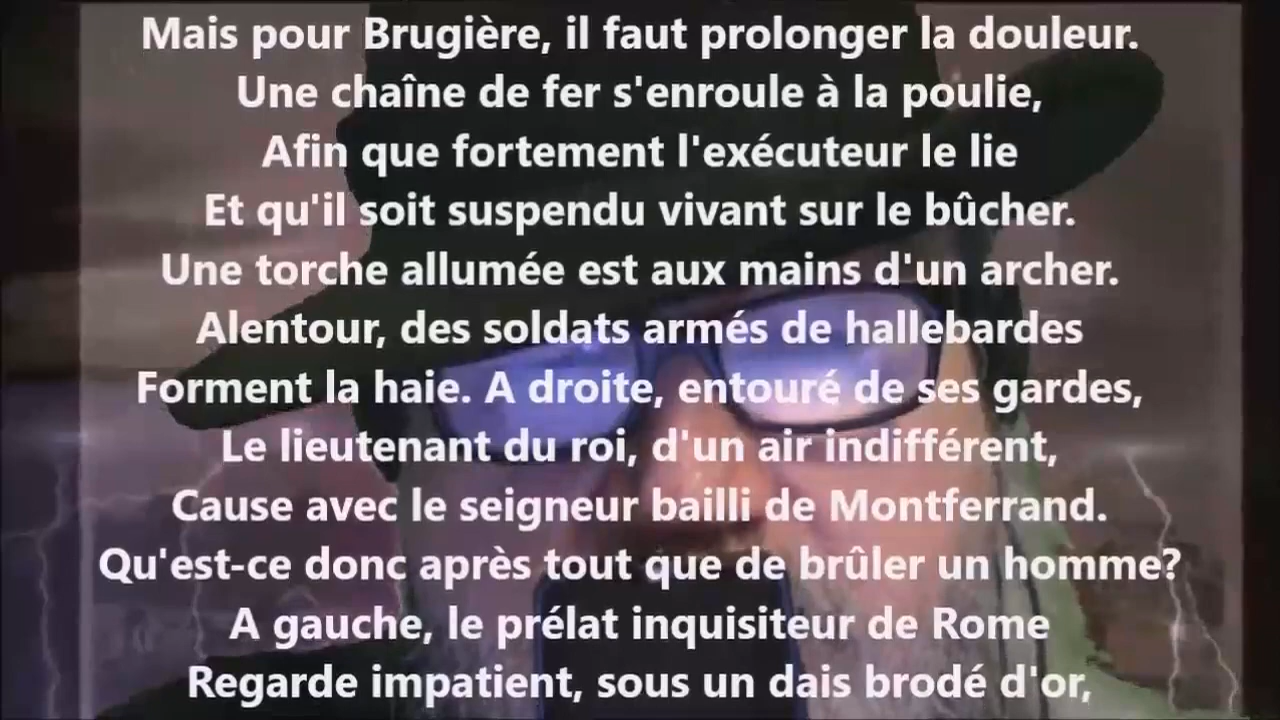 Mais pour Brugière, il faut prolonger la douleur.
Une chaîne de fer s'enroule à la poulie,
Afin que fortement l'exécuteur le lie
Et qu'il soit suspendu vivant sur le bûcher.
Une torche allumée est aux mains d'un archer.
Alentour, des soldats armés de hallebardes
Forment la haie. A droite, entouré de ses gardes,
Le lieutenant du roi, d'un air indifférent,
Cause avec le seigneur bailli de Montferrand.
Qu'est-ce donc après tout que de brûler un homme?
A gauche, le prélat inquisiteur de Rome
Regarde impatient, sous un dais brodé d'or,